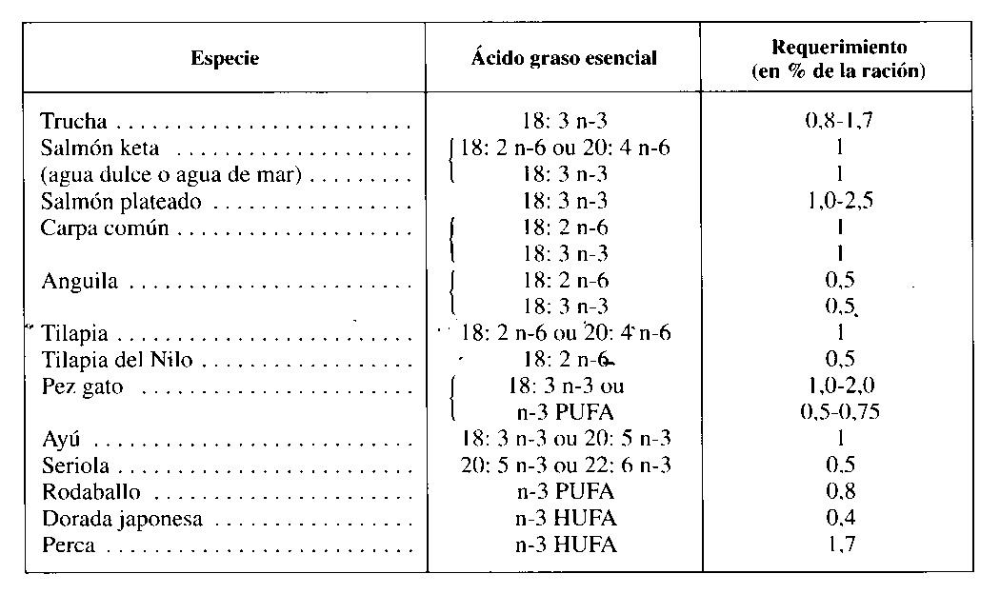 Especie Ácido graso esencial Requerimiento
(en % de la ración)
Trucha . . . . . . . . . . . . . . . . . . . . . . . . . 18: 3 n-3 0,8-1,7
Salmón keta . . . . . . . . . . . . . . . . . . . . 18: 2 n-6 ou 20: 4 n-6 1
(agua dulce o agua de mar) . . . . . . . . . 18: 3 n-3 1
Salmón plateado . . . . . . . . . . . . . . . . . 18: 3 n-3 1,0-2,5
Carpa común . . . . . . . . . . . . . . . . . . . . 18: 2 n-6 1
18: 3 n-3 1
Anguila . . . . . . . . . . . . . . . . . . . . . . . . 18: 2 n-6 0,5
18: 3 n-3 0,5
Tilapia . . . . . . . . . . . . . . . . . . . . . . . . . 18: 2 n-6 ou 20: 4 n-6 1
Tilapia del Nilo . . . . . . . . . . . . . . . . . . 18: 2 n-6 0,5
Pez gato . . . . . . . . . . . . . . . . . . . . . . . 18: 3 n-3 ou 1,0-2,0
n-3 PUFA 0,5-0,75
Ayú . . . . . . . . . . . . . . . . . . . . . . . . . . . 18: 3 n-3 ou 20: 5 n-3 1
Seriola . . . . . . . . . . . . . . . . . . . . . . . . . 20: 5 n-3 ou 22: 6 n-3 0,5
Rodaballo . . . . . . . . . . . . . . . . . . . . . . n-3 PUFA 0,8
Dorada japonesa . . . . . . . . . . . . . . . . . n-3 HUFA 0,4
Perca . . . . . . . . . . . . . . . . . . . . . . . . . . n-3 HUFA 1,7